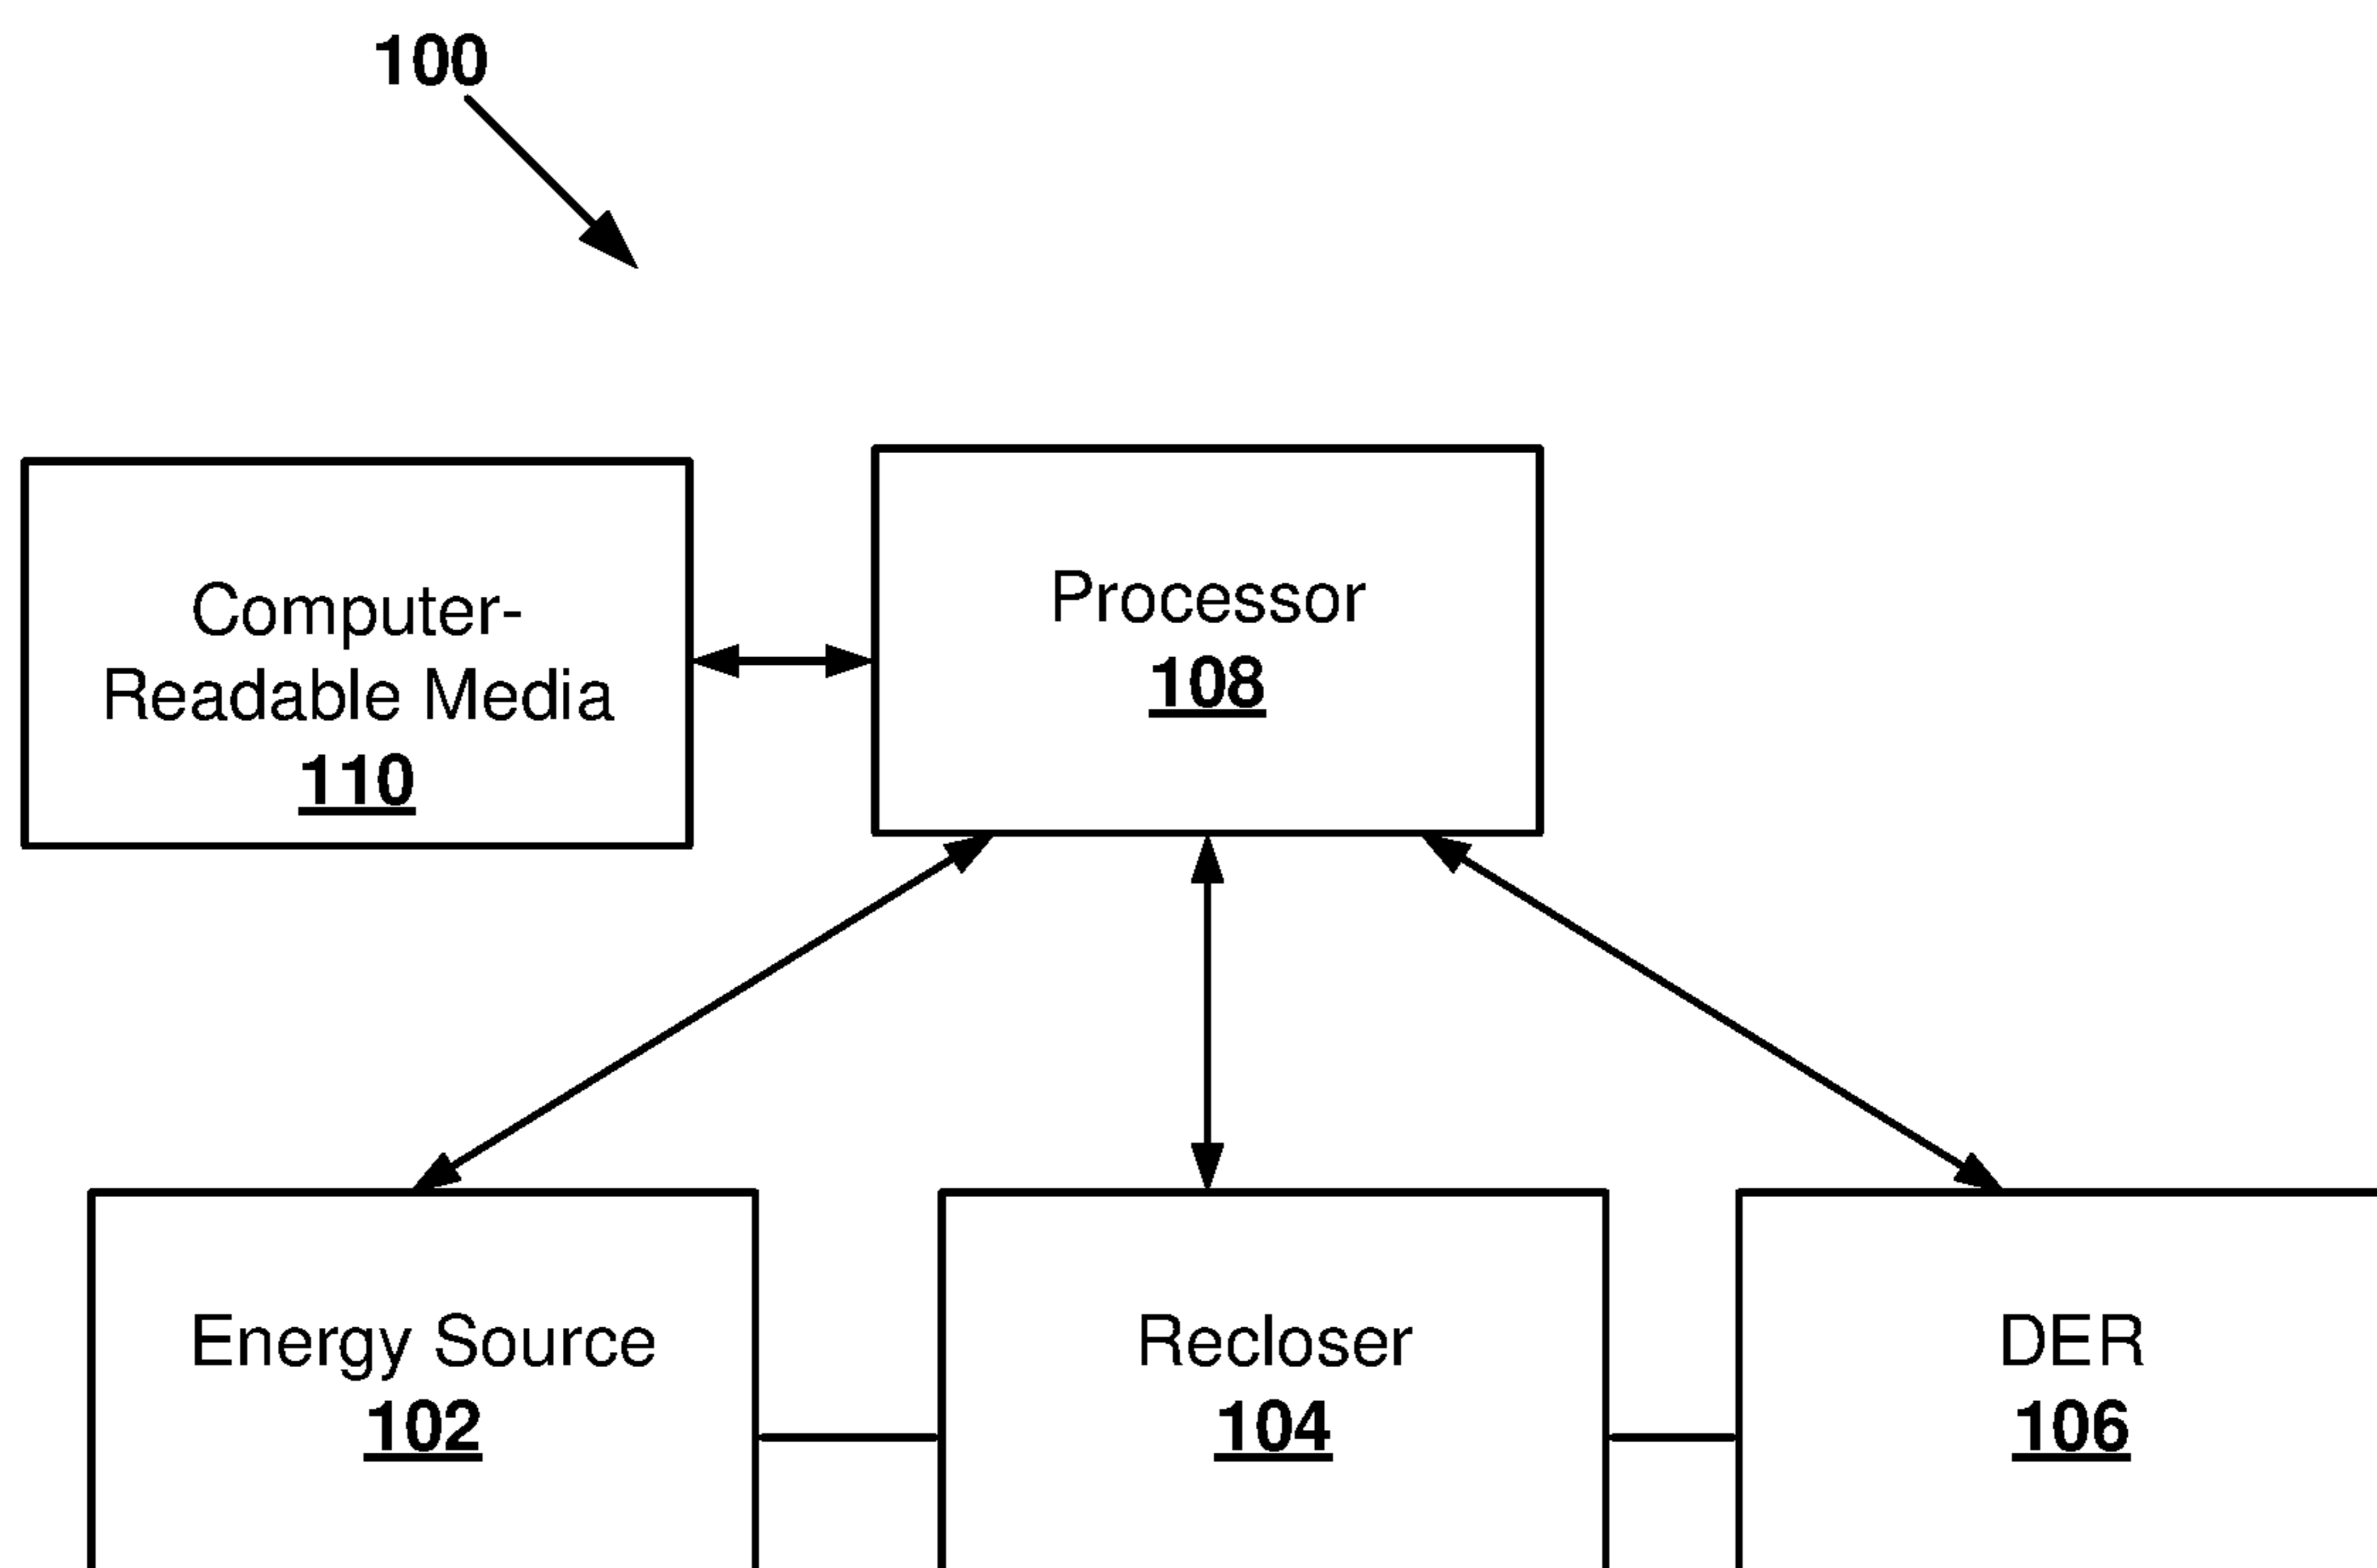 100
Computer-
Readable Media
110
Processor
108
Energy Source
102
Recloser
104
DER
106